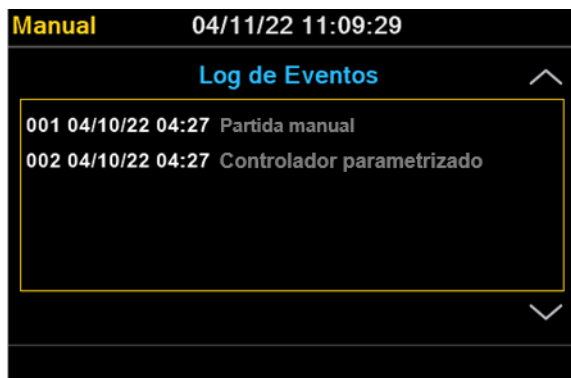 Manual 04/11/22 11:09:29
Log de Eventos
001 04/10/22 04:27 Partida manual
002 04/10/22 04:27 Controlador parametrizado